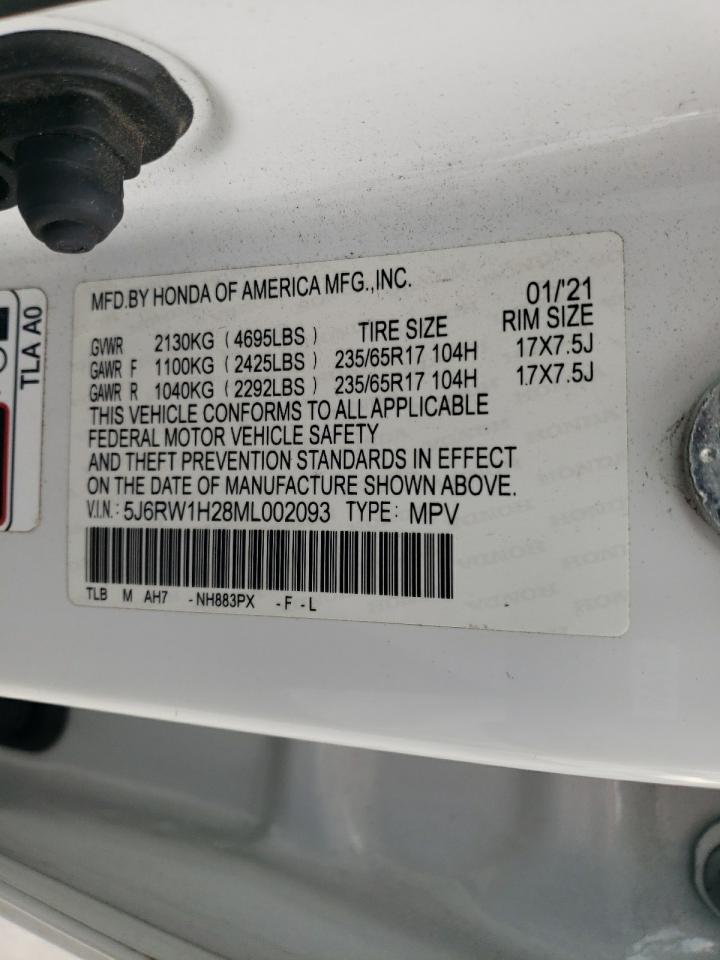 MFD.BY HONDA OF AMERICA MFG.,INC. 01/'21
TIRE SIZE RIM SIZE
GVWR 2130KG (4695LBS)
GAWR F 1100KG (2425LBS) 235/65R17 104H 17X7.5J
GAWR R 1040KG (2292LBS) 235/65R17 104H 17X7.5J
THIS VEHICLE CONFORMS TO ALL APPLICABLE
FEDERAL MOTOR VEHICLE SAFETY
AND THEFT PREVENTION STANDARDS IN EFFECT
ON THE DATE OF MANUFACTURE SHOWN ABOVE.
V.I.N.: 5J6RW1H28ML002093 TYPE: MPV
TLB M AH7 -NH883PX -F-L
TLA A0